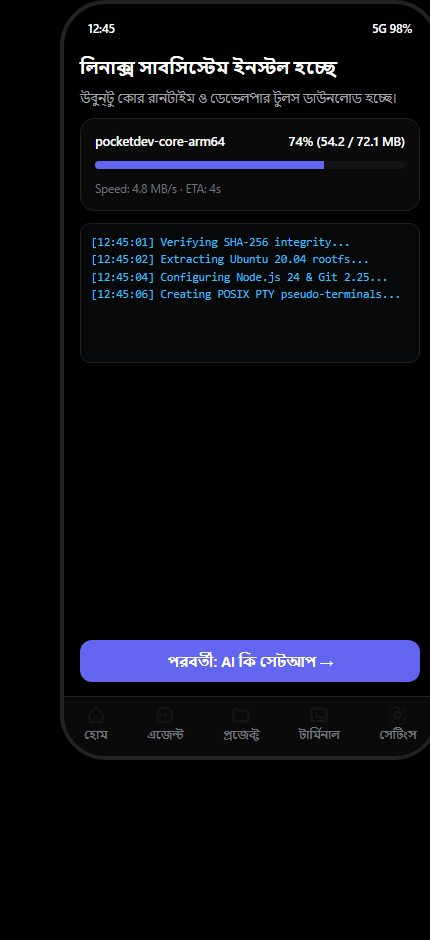 12:45 5G 98%
লিনাক্স সাবসিস্টেম ইনস্টল হচ্ছে
উবুন্টু কোর রানটাইম ও ডেভেলপার টুলস ডাউনলোড হচ্ছে।
pocketdev-core-arm64 74% (54.2 / 72.1 MB)
Speed: 4.8 MB/s · ETA: 4s
[12:45:01] Verifying SHA-256 integrity...
[12:45:02] Extracting Ubuntu 20.04 rootfs...
[12:45:04] Configuring Node.js 24 & Git 2.25...
[12:45:06] Creating POSIX PTY pseudo-terminals...
পরবর্তী: AI কি সেটআপ →
হোম এজেন্ট প্রজেক্ট টার্মিনাল সেটিংস